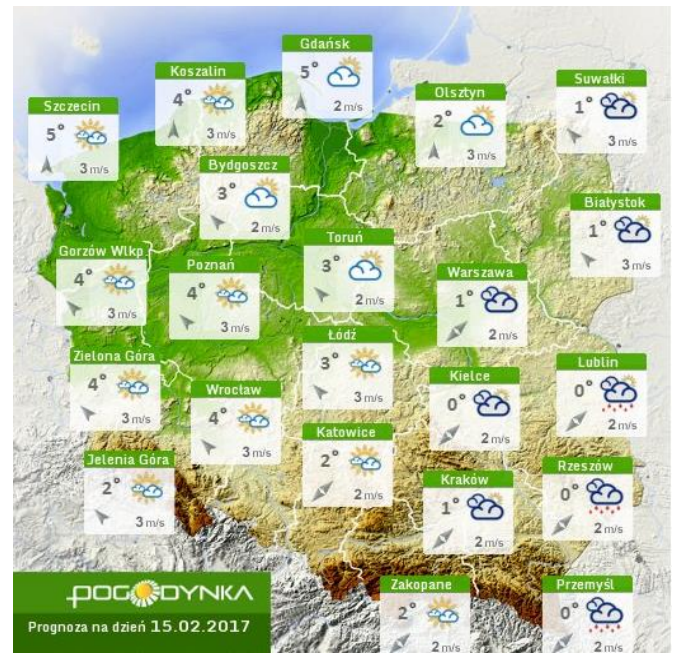 Gdańsk
5°
2 m/s
Koszalin
4°
3 m/s
Szczecin
5°
3 m/s
Olsztyn
2°
3 m/s
Suwałki
1°
3 m/s
Bydgoszcz
3°
2 m/s
Białystok
1°
3 m/s
Gorzów Wlkp
4°
3 m/s
Poznań
4°
3 m/s
Toruń
3°
2 m/s
Warszawa
1°
2 m/s
Łódź
3°
3 m/s
Zielona Góra
4°
3 m/s
Wrocław
4°
3 m/s
Kielce
0°
2 m/s
Lublin
0°
2 m/s
Katowice
2°
2 m/s
Jelenia Góra
2°
3 m/s
Kraków
1°
2 m/s
Rzeszów
0°
2 m/s
Zakopane
2°
2 m/s
Przemyśl
0°
2 m/s
POGODYNKA
Prognoza na dzień 15.02.2017